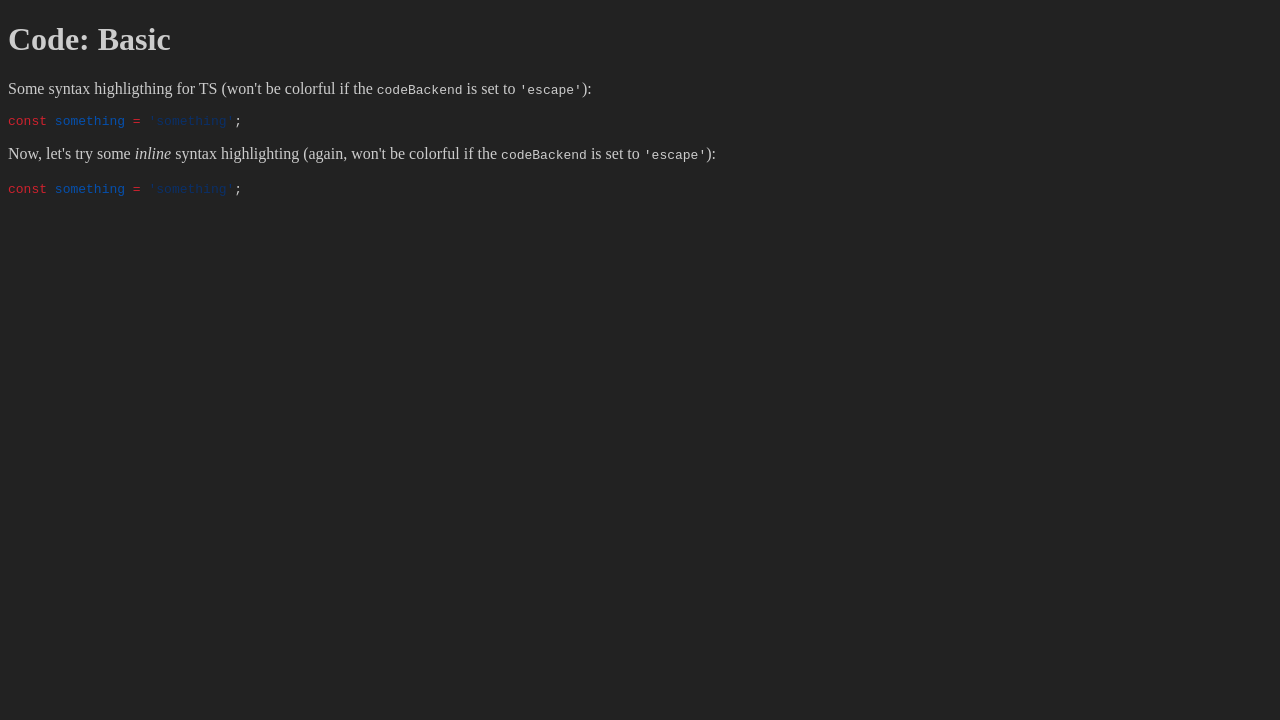 Code: Basic
Some syntax highligthing for TS (won't be colorful if the codeBackend is set to 'escape'):
const something = 'something';
Now, let's try some inline syntax highlighting (again, won't be colorful if the codeBackend is set to 'escape'):
const something = 'something';